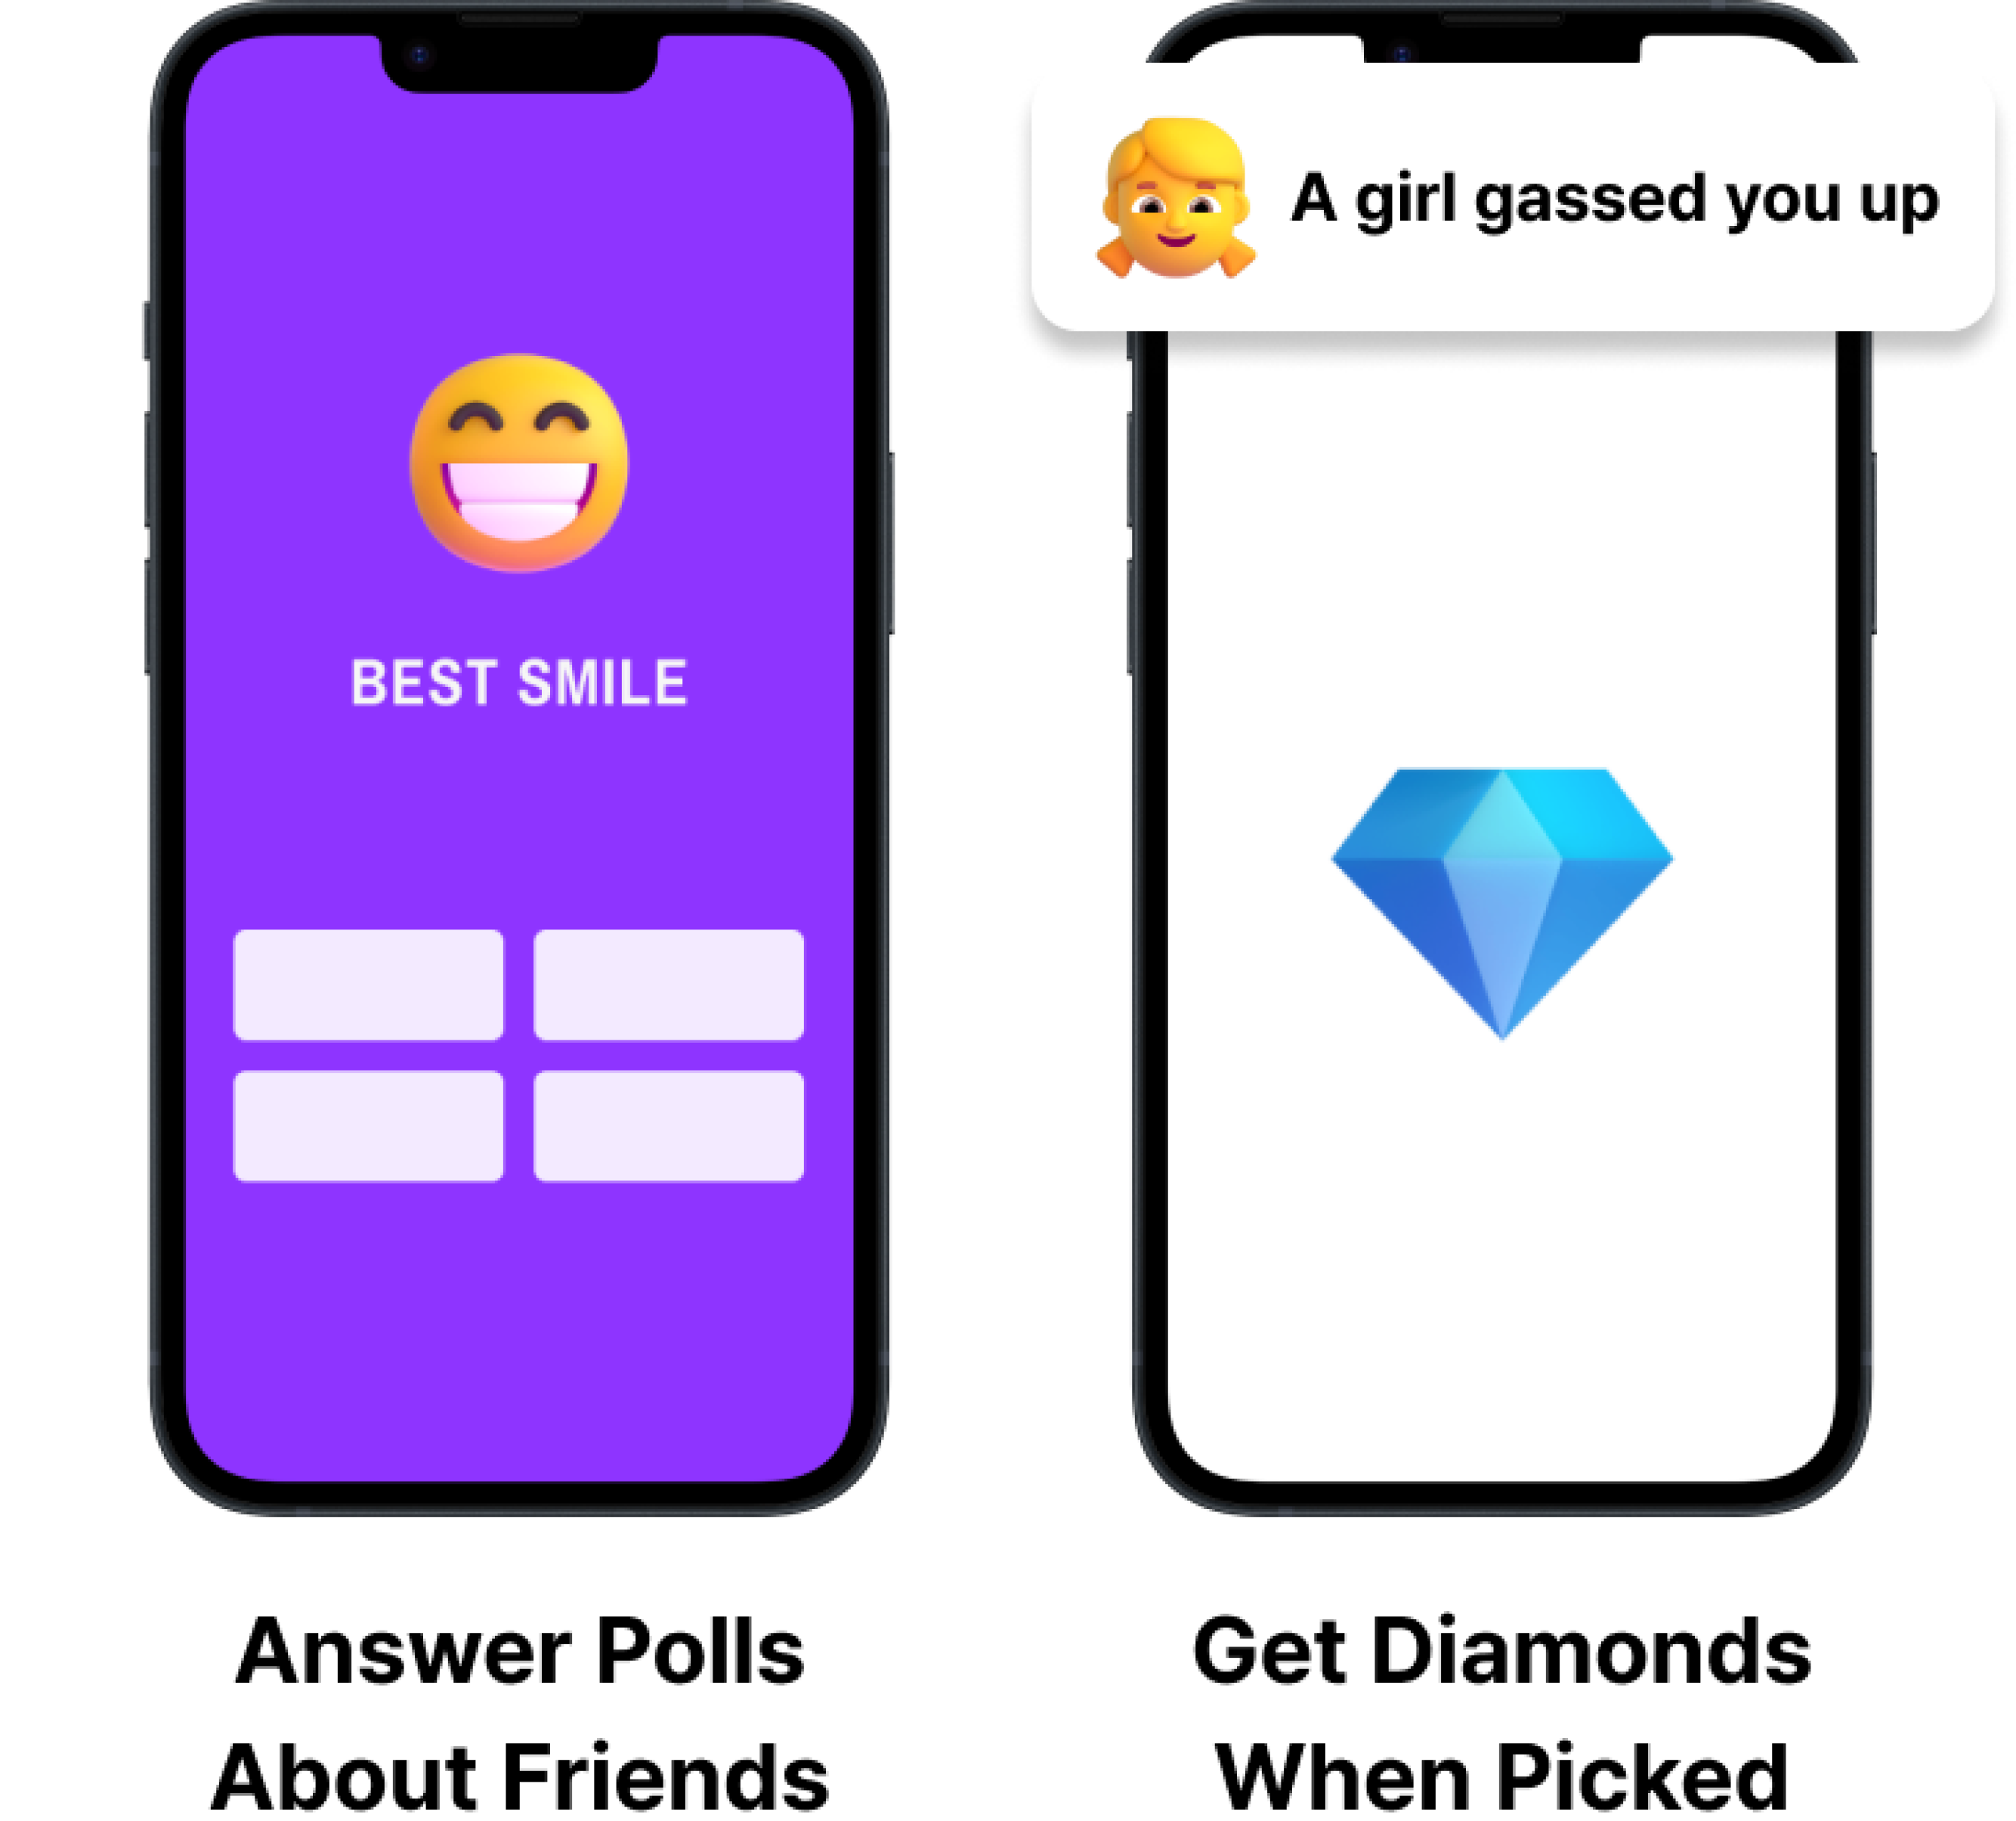 BEST SMILE
Answer Polls
About Friends
A girl gassed you up
Get Diamonds
When Picked